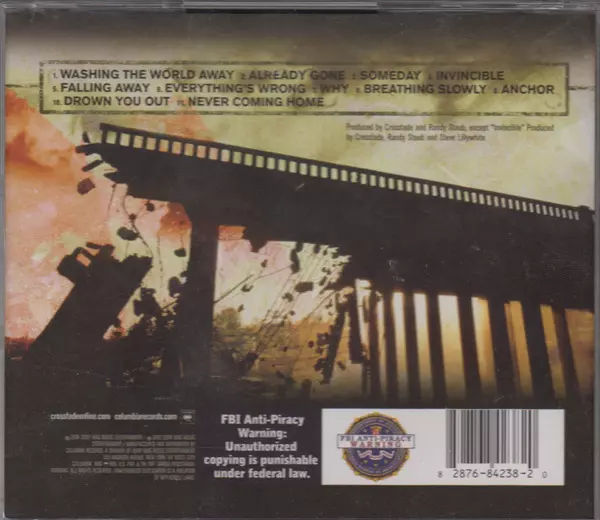 1. WASHING THE WORLD AWAY 2. ALREADY GONE 3. SOMEDAY 4. INVINCIBLE
5. FALLING AWAY 6. EVERYTHING'S WRONG 7. WHY 8. BREATHING SLOWLY 9. ANCHOR
10. DROWN YOU OUT 11. NEVER COMING HOME
Produced by Crossfade and Randy Staub, except "Invincible" Produced
by Crossfade, Randy Staub and Steve Lillywhite
crossfadeonline.com columbiarecords.com
FBI Anti-Piracy
Warning:
Unauthorized
copying is punishable
under federal law.
FBI ANTI-PIRACY
WARNING
8 2876-84238-2 0